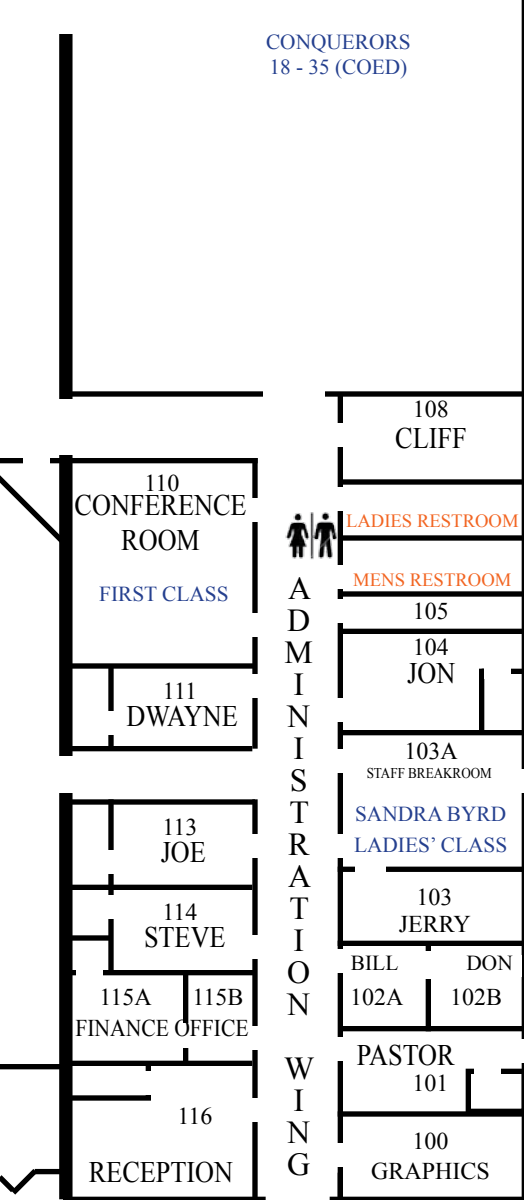 CONQUERORS
18 - 35 (COED)
108
CLIFF
110
CONFERENCE
ROOM
FIRST CLASS
LADIES RESTROOM
MENS RESTROOM
105
104
JON
111
DWAYNE
103A
STAFF BREAKROOM
SANDRA BYRD
LADIES’ CLASS
113
JOE
103
JERRY
114
STEVE
BILL DON
102A 102B
115A 115B
FINANCE OFFICE
PASTOR
101
116
RECEPTION
100
GRAPHICS
ADMINISTRATION WING